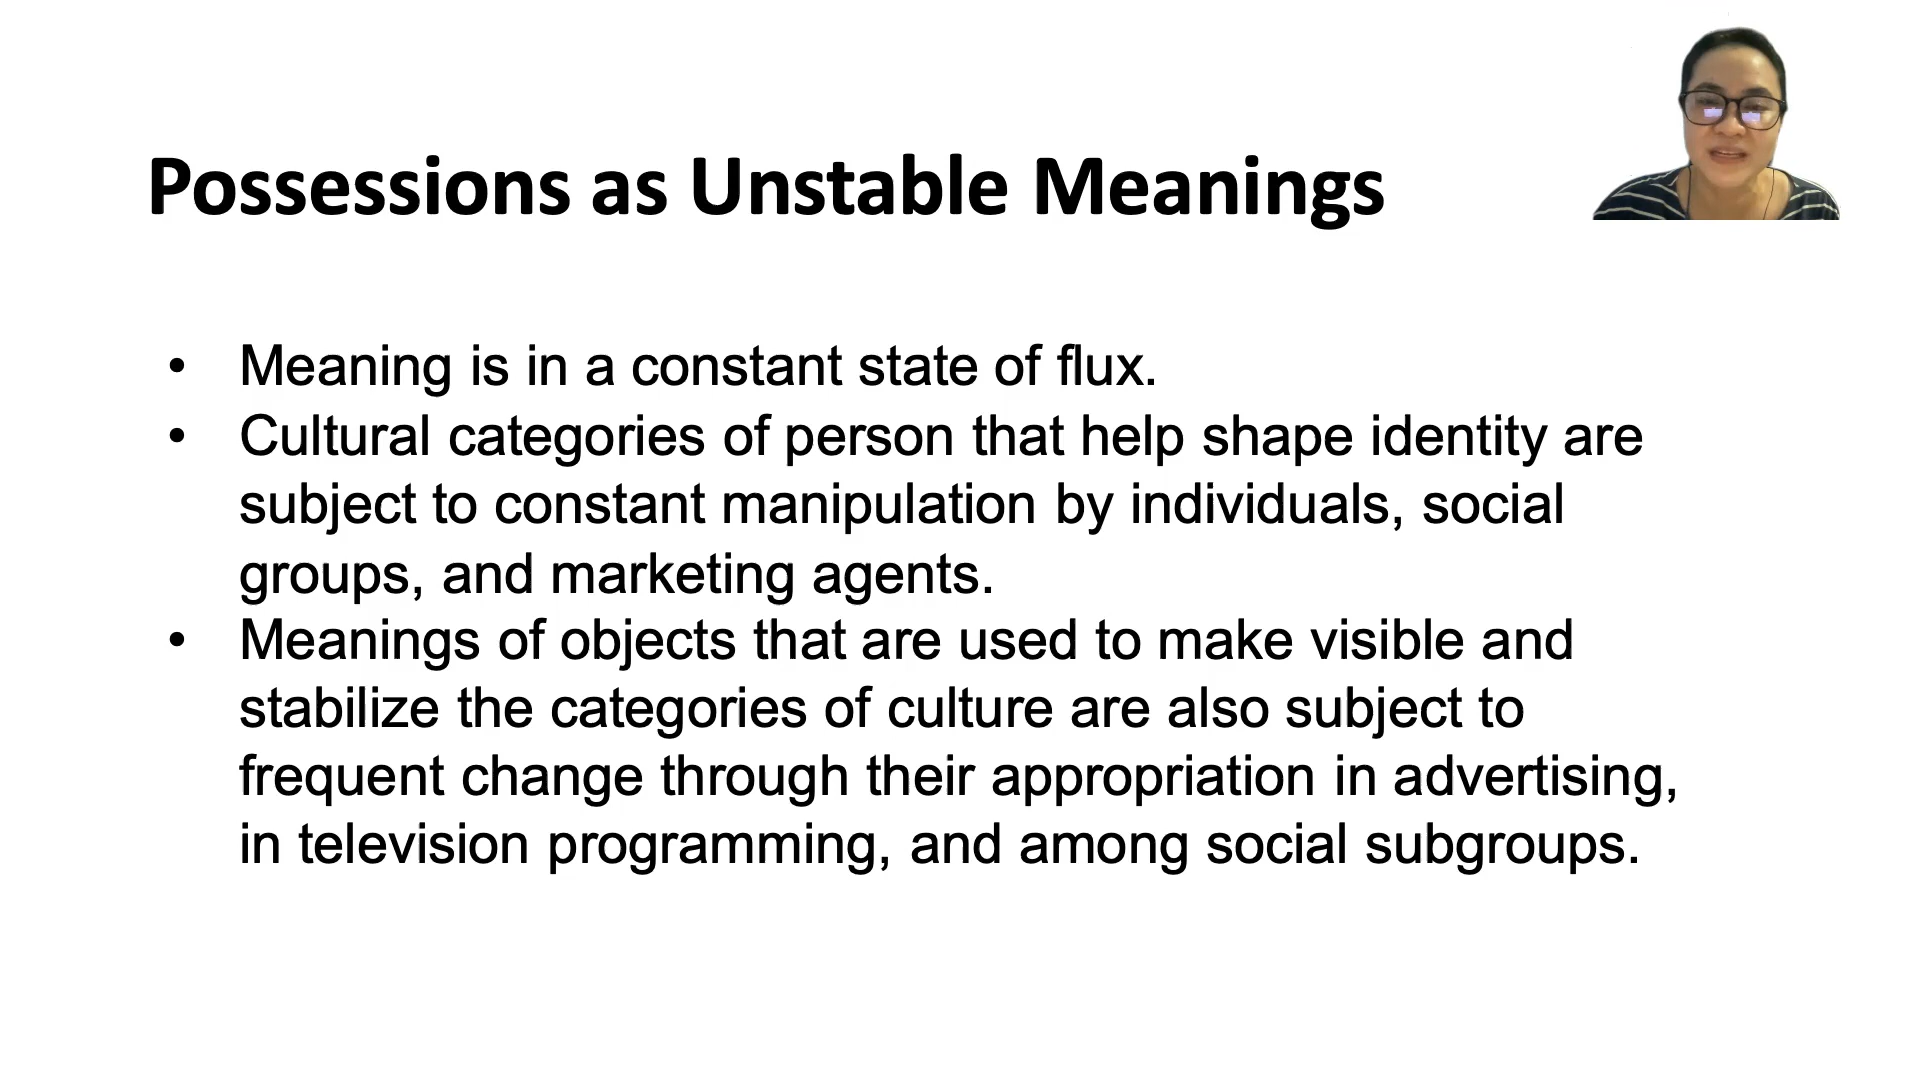 Possessions as Unstable Meanings
• Meaning is in a constant state of flux.
• Cultural categories of person that help shape identity are
subject to constant manipulation by individuals, social
groups, and marketing agents.
• Meanings of objects that are used to make visible and
stabilize the categories of culture are also subject to
frequent change through their appropriation in advertising,
in television programming, and among social subgroups.